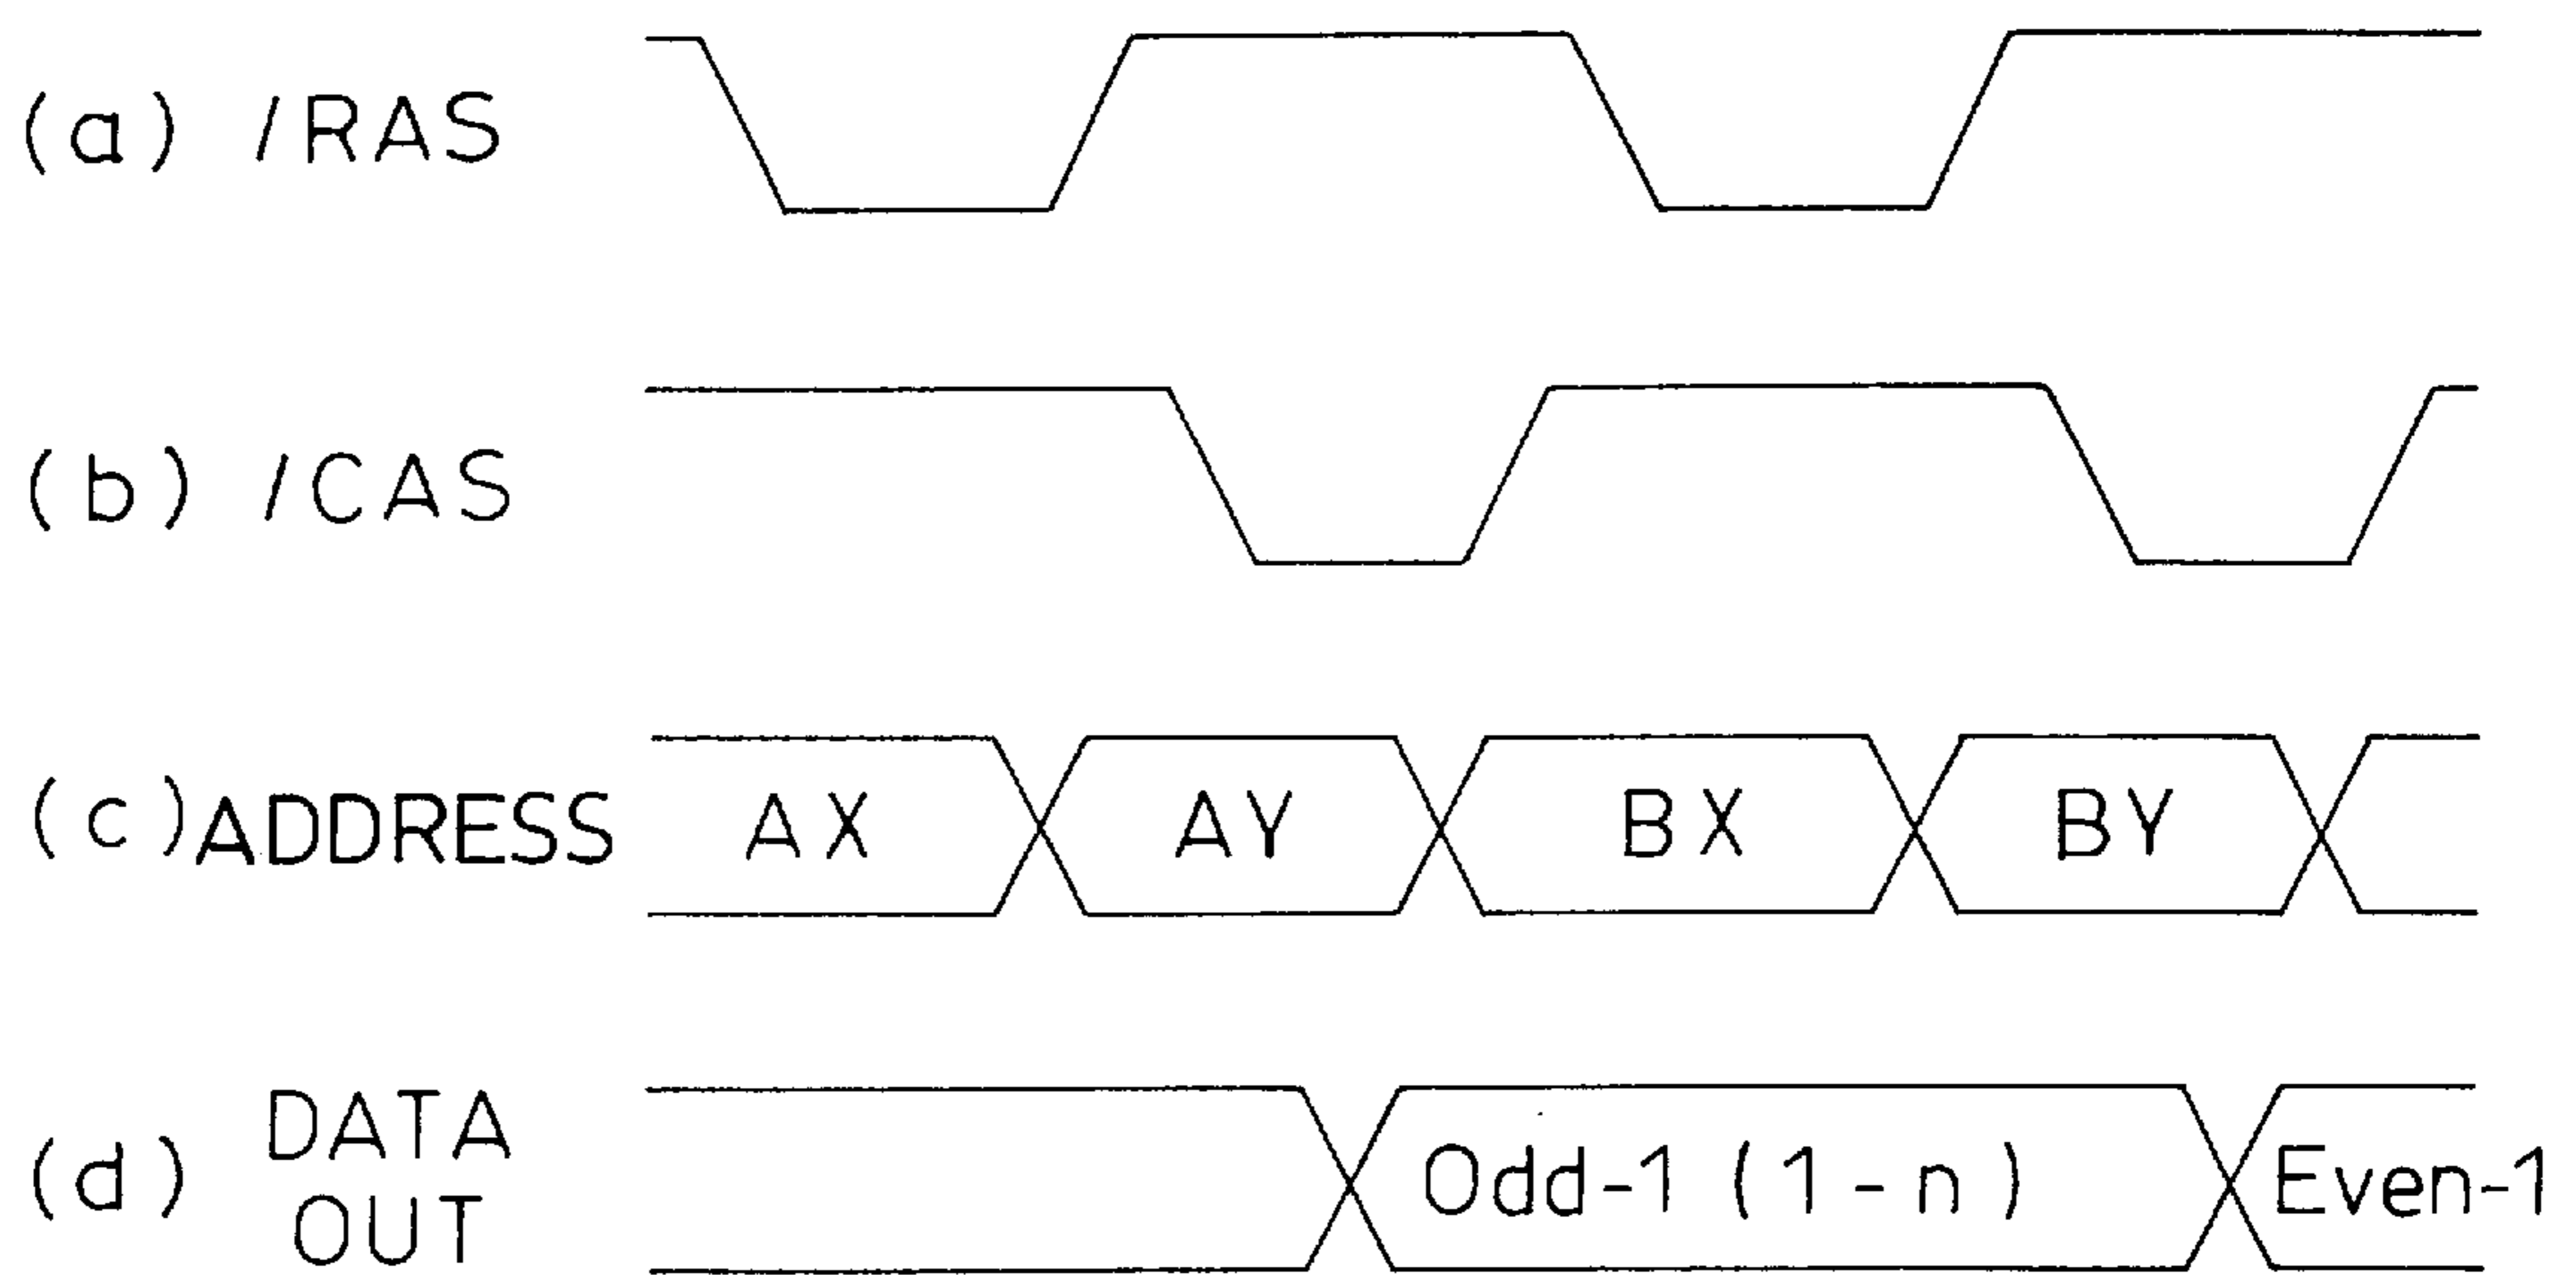 (a) /RAS
(b) /CAS
(c) ADDRESS AX AY BX BY
(d) DATA OUT Odd-1 (1-n) Even-1